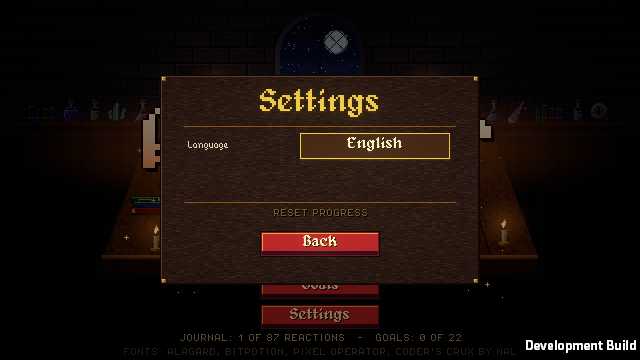 Settings
Language
English
RESET PROGRESS
Back
Goals
Settings
JOURNAL: 1 OF 87 REACTIONS - GOALS: 0 OF 22
FONTS: ALAGARD, BITPOTION, PIXEL OPERATOR, CODER'S CRUX BY NAL
Development Build